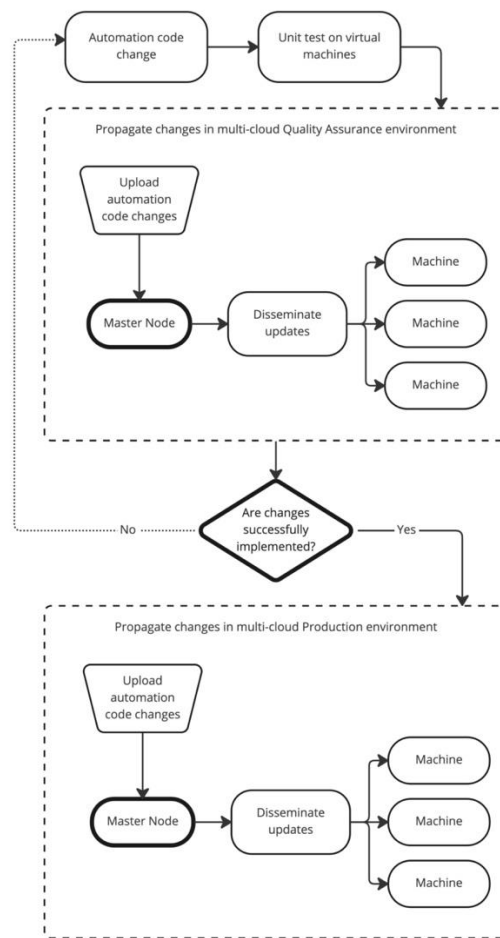 Automation code
change
Unit test on virtual
machines
Propagate changes in multi-cloud Quality Assurance environment
Upload
automation
code changes
Machine
Master Node
Disseminate
updates
Machine
Machine
Are changes
successfully
implemented?
No
Yes
Propagate changes in multi-cloud Production environment
Upload
automation
code changes
Machine
Master Node
Disseminate
updates
Machine
Machine